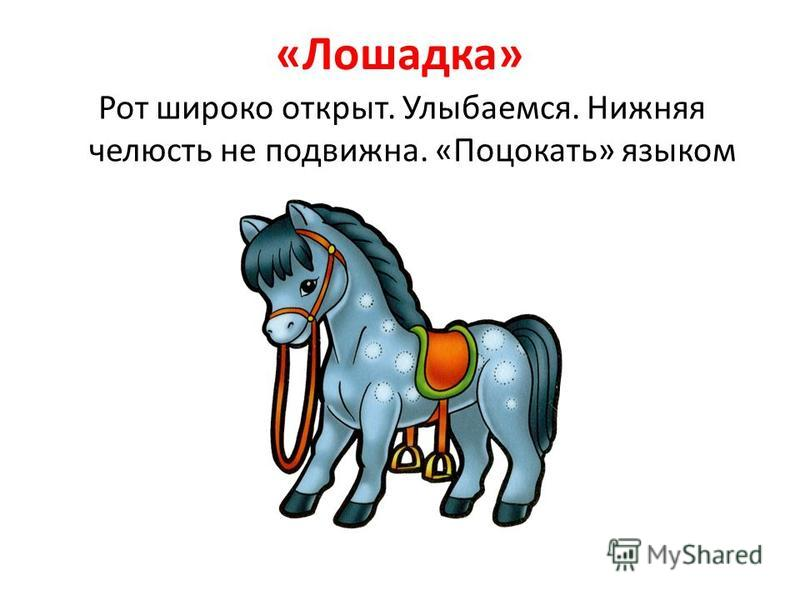 «Лошадка»
Рот широко открыт. Улыбаемся. Нижняя
челюсть не подвижна. «Поцокать» языком
MyShared